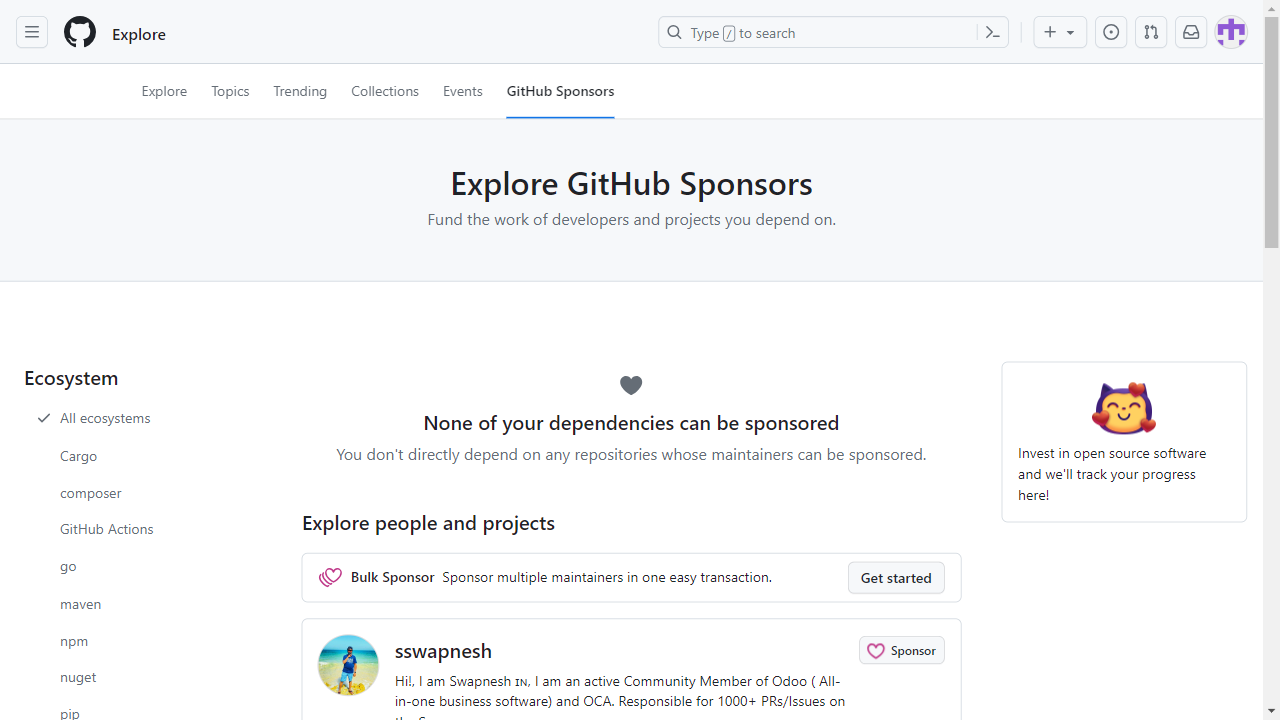 Explore
Type / to search
Explore
Topics
Trending
Collections
Events
GitHub Sponsors
Explore GitHub Sponsors
Fund the work of developers and projects you depend on.
Ecosystem
All ecosystems
Cargo
composer
GitHub Actions
go
maven
npm
nuget
pip
None of your dependencies can be sponsored
You don't directly depend on any repositories whose maintainers can be sponsored.
Explore people and projects
Bulk Sponsor Sponsor multiple maintainers in one easy transaction.
Get started
sswapnesh
Sponsor
Hi!, I am Swapnesh ɪɴ, I am an active Community Member of Odoo ( All-
in-one business software) and OCA. Responsible for 1000+ PRs/Issues on
Invest in open source software
and we'll track your progress
here!